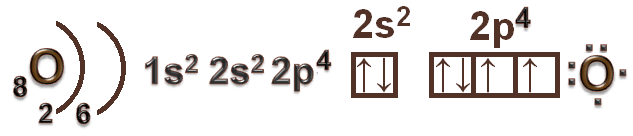 2s² 2p⁴
₈O 1s² 2s² 2p⁴ ↑↓ ↑↓ ↑ ↑ O
2 6